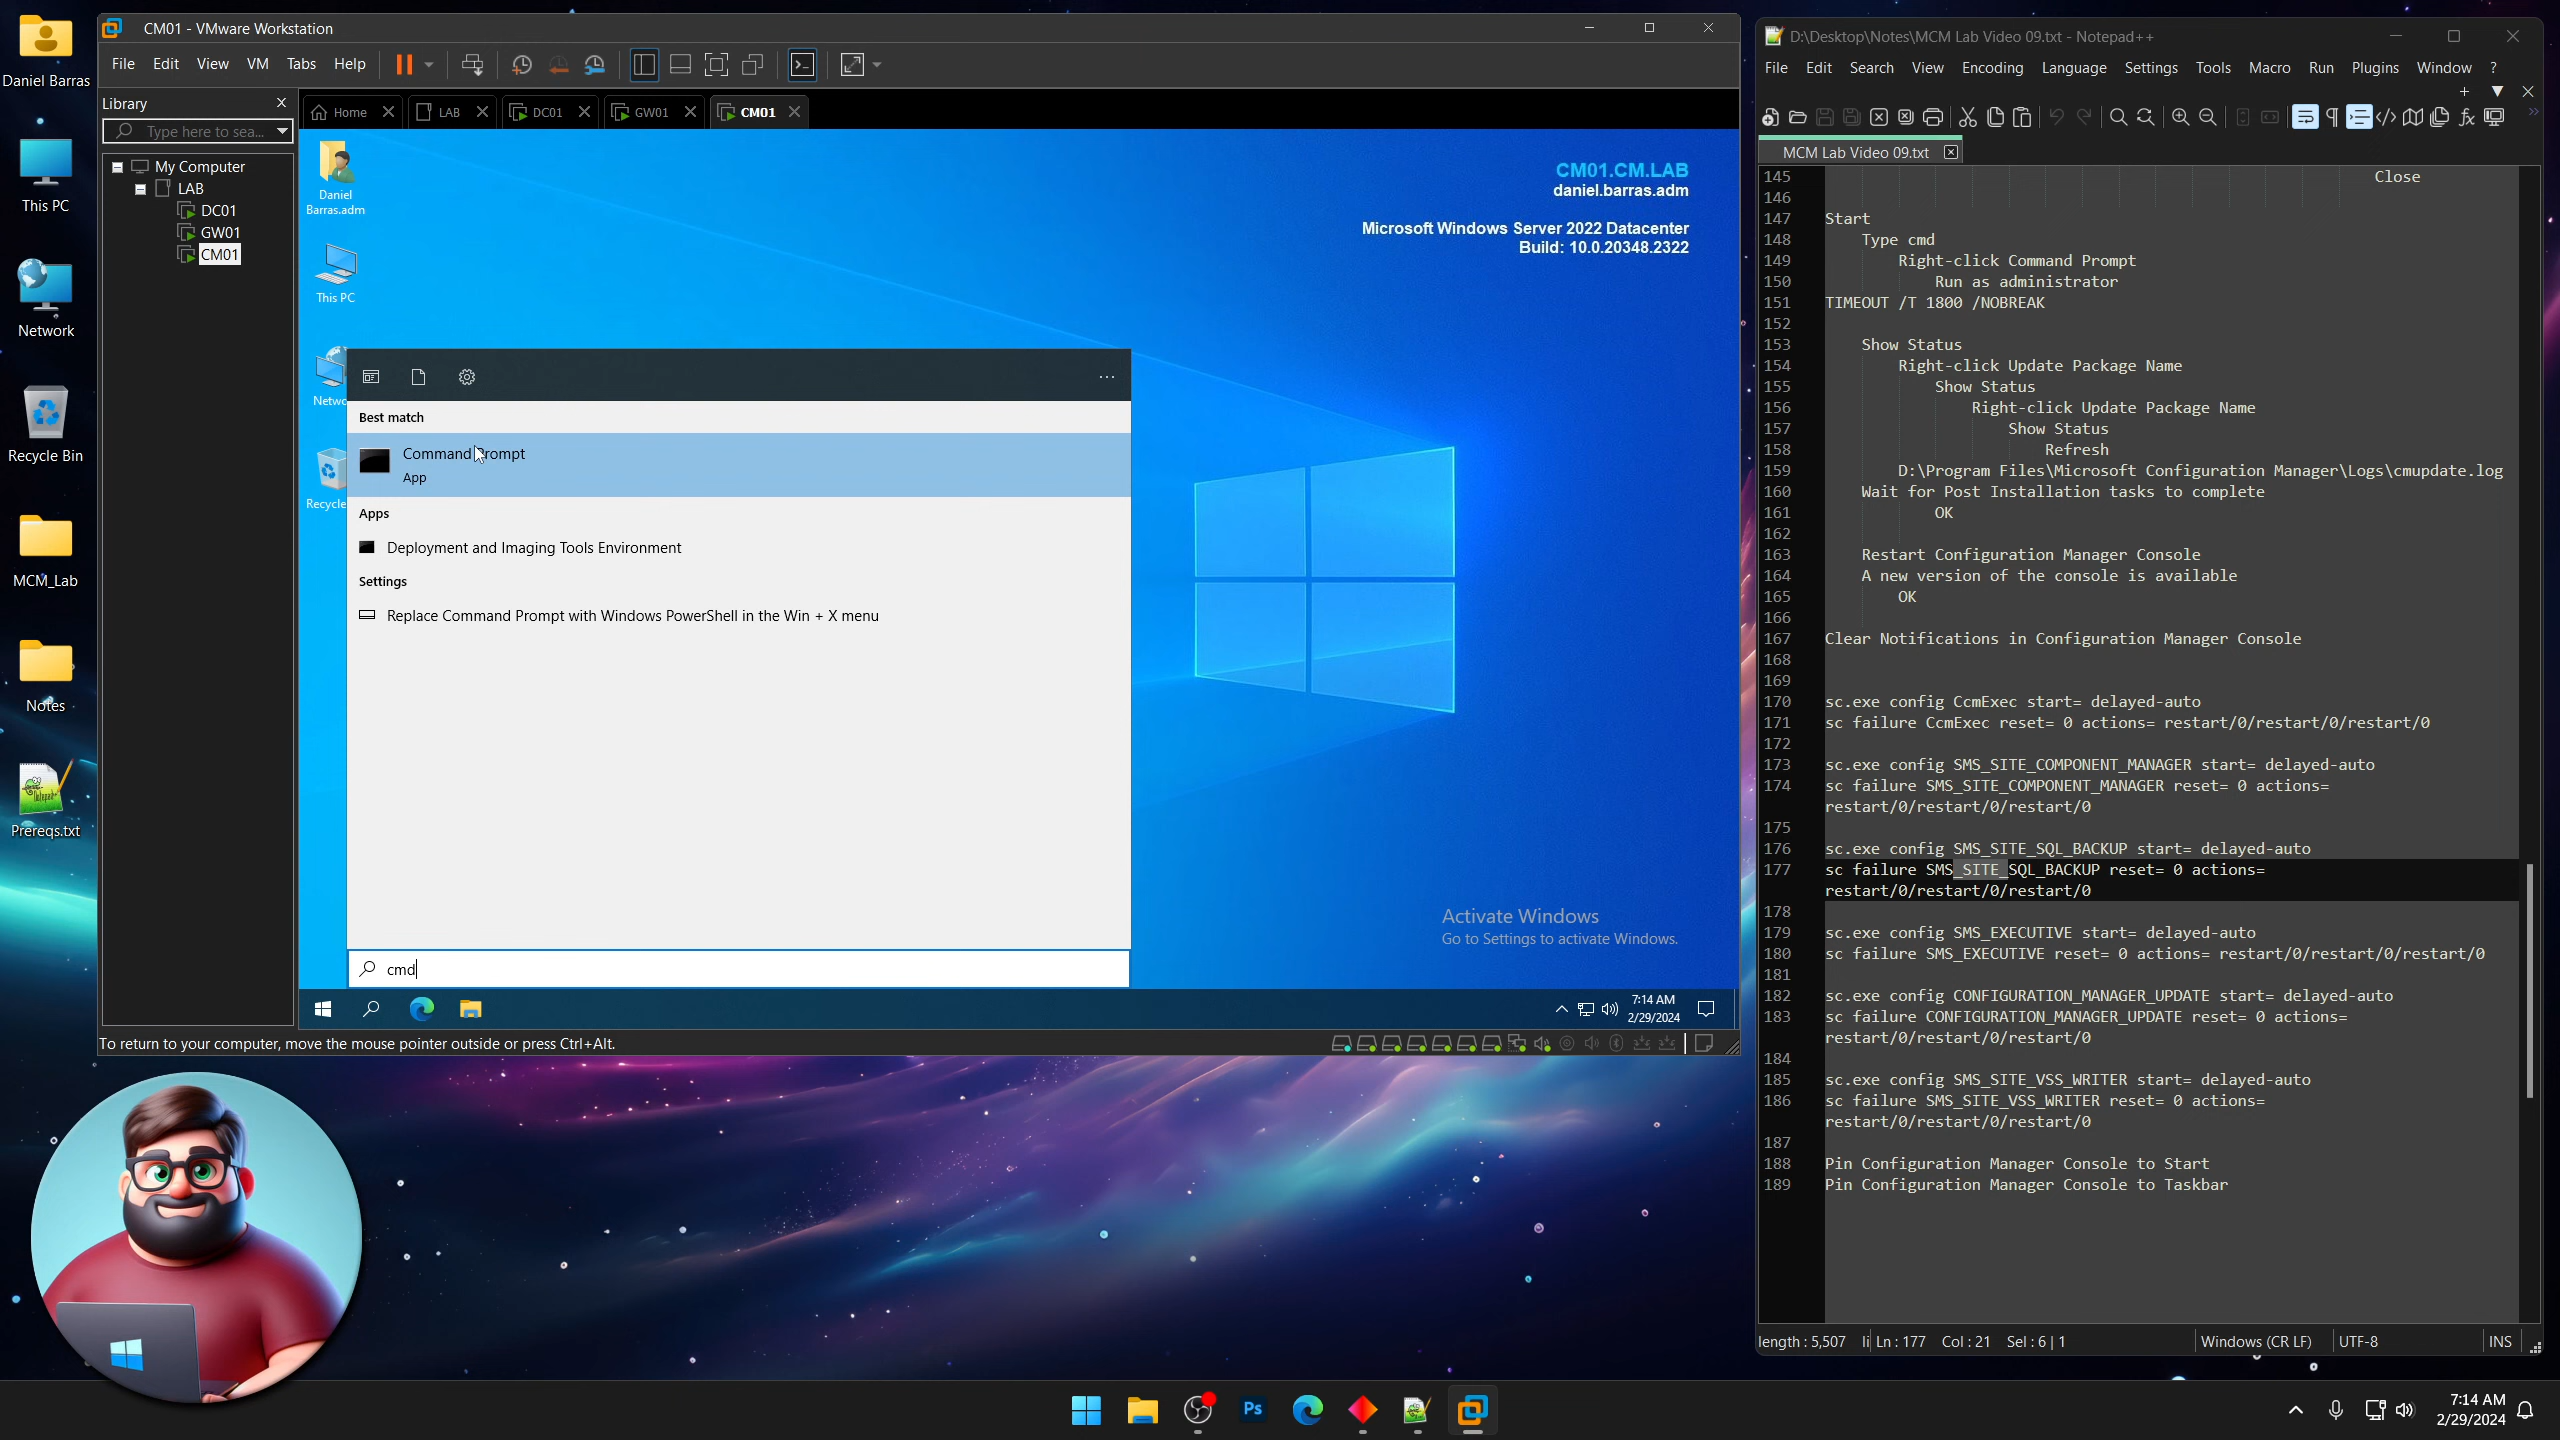 Daniel Barras
This PC
Network
Recycle Bin
MCM_Lab
Notes
Prereqs.txt
CM01 - VMware Workstation
File Edit View VM Tabs Help
Library
Type here to sea...
My Computer
LAB
DC01
GW01
CM01
Home
LAB
DC01
GW01
CM01
Daniel
Barras.adm
This PC
Netwo
Recycle
CM01.CM.LAB
daniel.barras.adm
Microsoft Windows Server 2022 Datacenter
Build: 10.0.20348.2322
Best match
Command Prompt
App
Apps
Deployment and Imaging Tools Environment
Settings
Replace Command Prompt with Windows PowerShell in the Win + X menu
cmd
Activate Windows
Go to Settings to activate Windows.
7:14 AM
2/29/2024
To return to your computer, move the mouse pointer outside or press Ctrl+Alt.
D:\Desktop\Notes\MCM Lab Video 09.txt - Notepad++
File Edit Search View Encoding Language Settings Tools Macro Run Plugins Window ?
MCM Lab Video 09.txt
145 Close
146
147 Start
148 Type cmd
149 Right-click Command Prompt
150 Run as administrator
151 TIMEOUT /T 1800 /NOBREAK
152
153 Show Status
154 Right-click Update Package Name
155 Show Status
156 Right-click Update Package Name
157 Show Status
158 Refresh
159 D:\Program Files\Microsoft Configuration Manager\Logs\cmupdate.log
160 Wait for Post Installation tasks to complete
161 OK
162
163 Restart Configuration Manager Console
164 A new version of the console is available
165 OK
166
167 Clear Notifications in Configuration Manager Console
168
169
170 sc.exe config CcmExec start= delayed-auto
171 sc failure CcmExec reset= 0 actions= restart/0/restart/0/restart/0
172
173 sc.exe config SMS_SITE_COMPONENT_MANAGER start= delayed-auto
174 sc failure SMS_SITE_COMPONENT_MANAGER reset= 0 actions=
restart/0/restart/0/restart/0
175
176 sc.exe config SMS_SITE_SQL_BACKUP start= delayed-auto
177 sc failure SMS_SITE_SQL_BACKUP reset= 0 actions=
restart/0/restart/0/restart/0
178
179 sc.exe config SMS_EXECUTIVE start= delayed-auto
180 sc failure SMS_EXECUTIVE reset= 0 actions= restart/0/restart/0/restart/0
181
182 sc.exe config CONFIGURATION_MANAGER_UPDATE start= delayed-auto
183 sc failure CONFIGURATION_MANAGER_UPDATE reset= 0 actions=
restart/0/restart/0/restart/0
184
185 sc.exe config SMS_SITE_VSS_WRITER start= delayed-auto
186 sc failure SMS_SITE_VSS_WRITER reset= 0 actions=
restart/0/restart/0/restart/0
187
188 Pin Configuration Manager Console to Start
189 Pin Configuration Manager Console to Taskbar
length : 5,507 li Ln : 177 Col : 21 Sel : 6 | 1 Windows (CR LF) UTF-8 INS
Ps
7:14 AM
2/29/2024